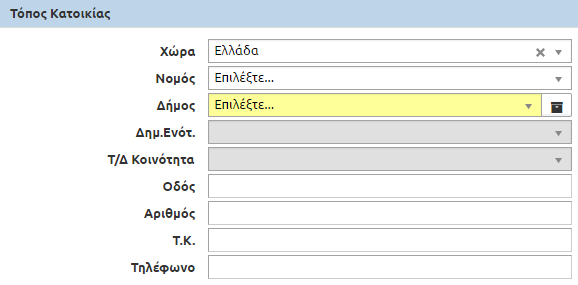 Τόπος Κατοικίας
Χώρα Ελλάδα
Νομός Επιλέξτε...
Δήμος Επιλέξτε...
Δημ.Ενότ.
Τ/Δ Κοινότητα
Οδός
Αριθμός
Τ.Κ.
Τηλέφωνο